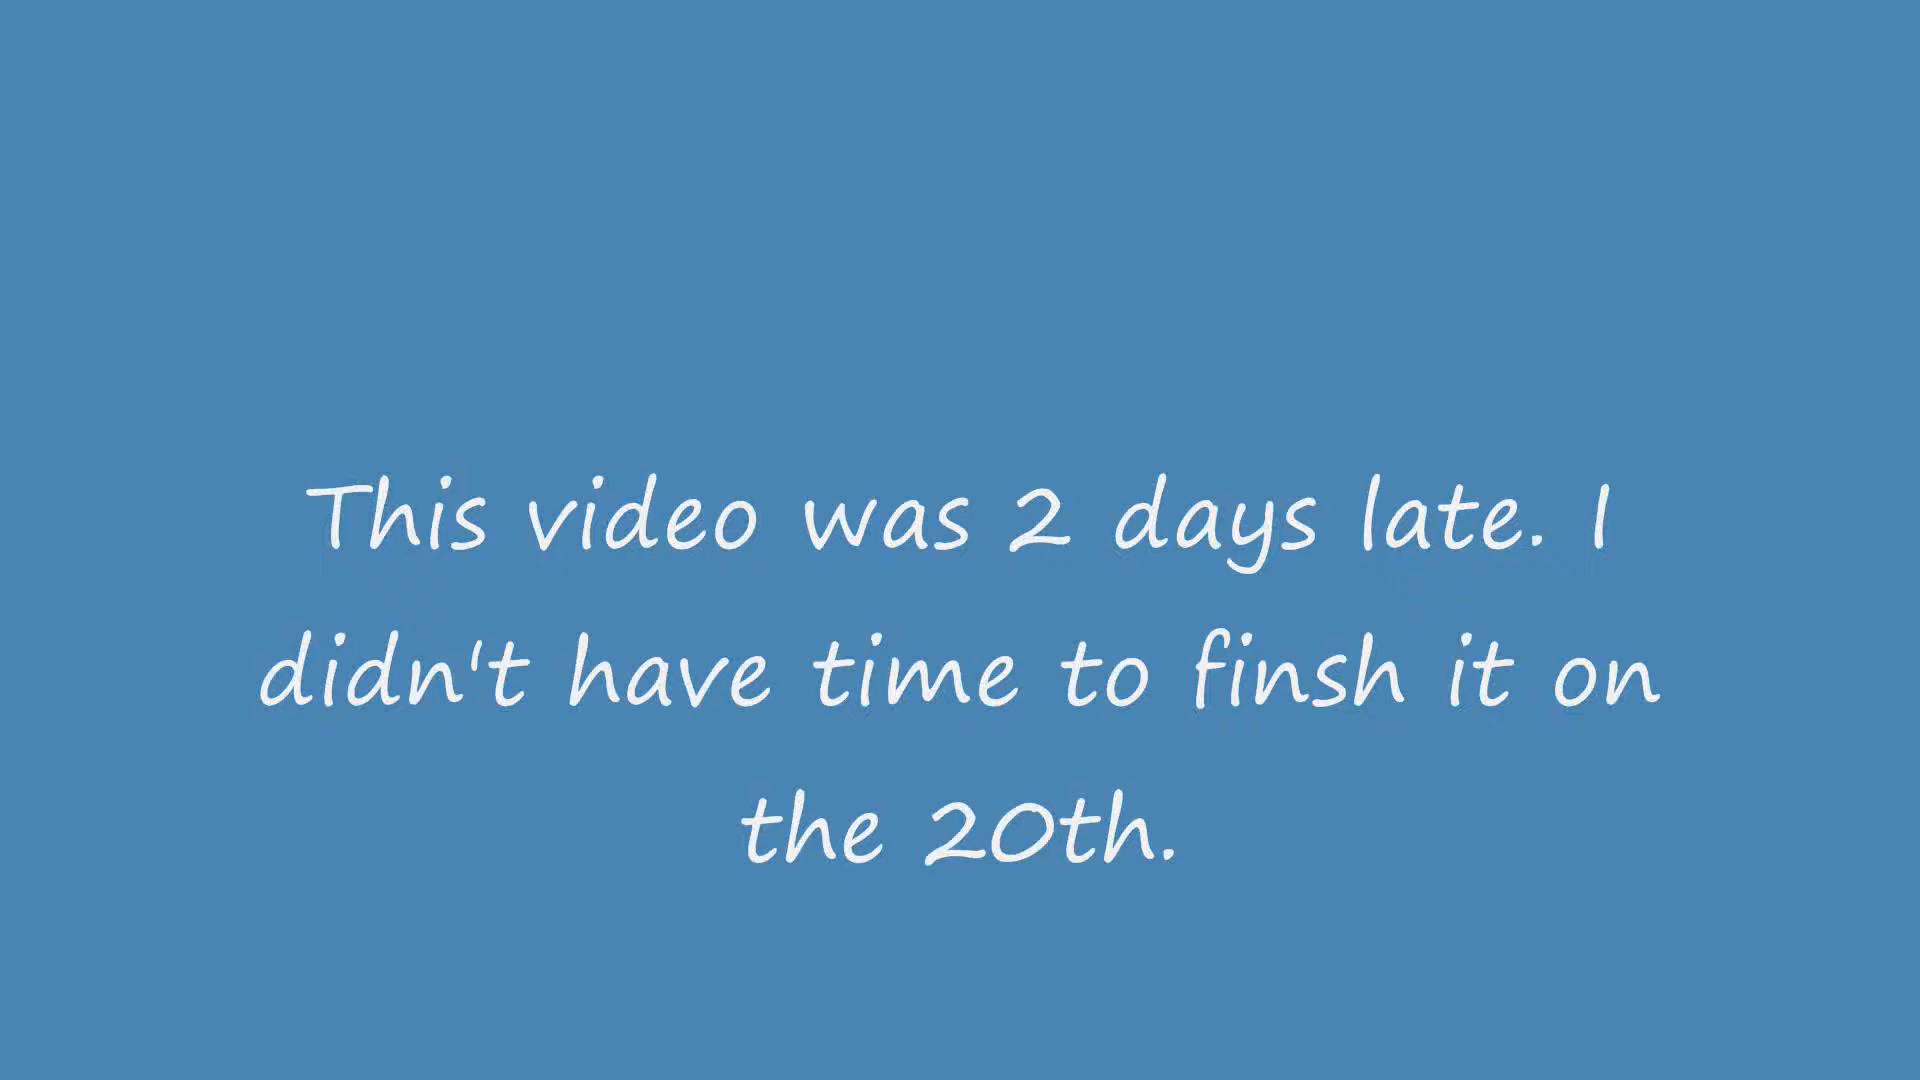 This video was 2 days late. I
didn't have time to finsh it on
the 20th.